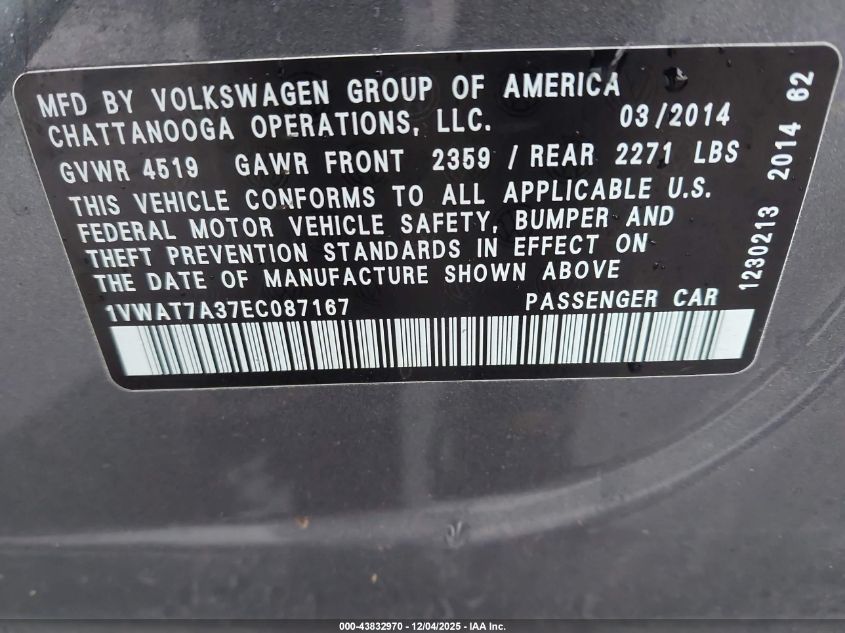 MFD BY VOLKSWAGEN GROUP OF AMERICA
CHATTANOOGA OPERATIONS, LLC. 03/2014
GVWR 4519 GAWR FRONT 2359 / REAR 2271 LBS
THIS VEHICLE CONFORMS TO ALL APPLICABLE U.S.
FEDERAL MOTOR VEHICLE SAFETY, BUMPER AND
THEFT PREVENTION STANDARDS IN EFFECT ON
THE DATE OF MANUFACTURE SHOWN ABOVE
1VWAT7A37EC087167 PASSENGER CAR
1230213 2014 62
000-43832970 - 12/04/2025 - IAA Inc.